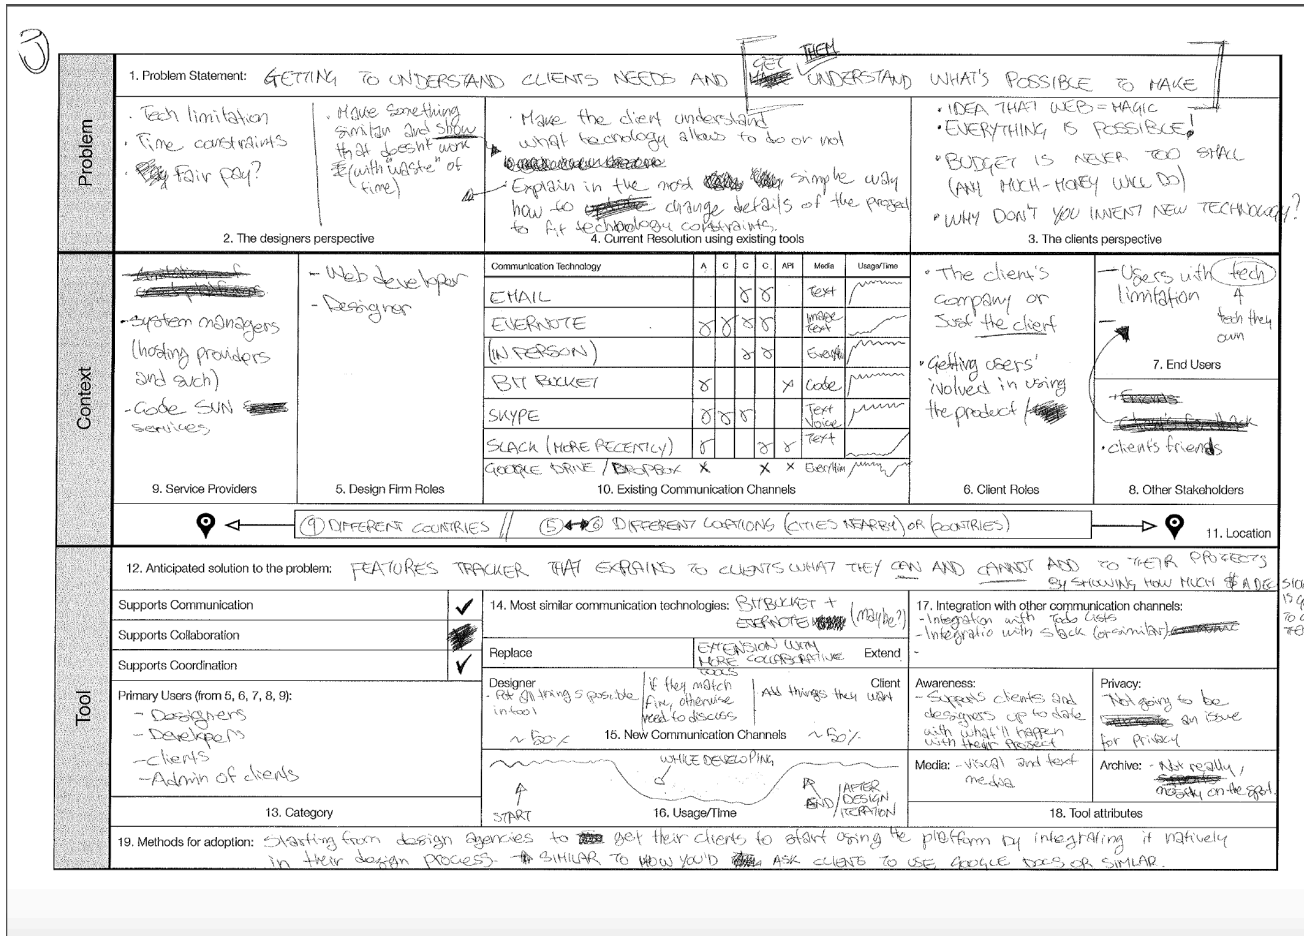 3
Problem
1. Problem Statement: GETTING TO UNDERSTAND CLIENTS NEEDS AND GET THEM UNDERSTAND WHAT'S POSSIBLE TO MAKE
· Tech limitation
· Time constraints
· Fair pay?
· Make something
similar and show
that doesn't work
(with "waste" of
time)
2. The designers perspective
· Make the client understand
what tecnology allows to do or not
· Explain in the most simple way
how to change details of the project
to fit technology constraints.
4. Current Resolution using existing tools
· IDEA THAT WEB = MAGIC
· EVERYTHING IS POSSIBLE!
· BUDGET IS NEVER TOO SMALL
(ANY MUCH-MONEY WILL DO)
· WHY DON'T YOU INVENT NEW TECHNOLOGY?
3. The clients perspective
Context
- System managers
(hosting providers
and such)
- Code SUN
services
9. Service Providers
- Web developer
- Designer
5. Design Firm Roles
Communication Technology A C C C API Media Usage/Time
EMAIL Text
EVERNOTE Image Text
(IN PERSON) Everythin
BIT BUCKET X Code
SKYPE Text Voice
SLACK (MORE RECENTLY) Text
GOOGLE DRIVE / DROPBOX X X X Everythin
10. Existing Communication Channels
· The client's
company or
Just the client
· Getting users'
ivolved in using
the product /
6. Client Roles
- Users with tech
limitation
tech they
own
7. End Users
· client's friends
8. Other Stakeholders
⑨ DIFFERENT COUNTRIES // ⑤ ↔ ⑥ DIFFERENT LOCATIONS (CITIES NEARBY) OR (COUNTRIES)
11. Location
Tool
12. Anticipated solution to the problem: FEATURES TRACKER THAT EXPLAINS TO CLIENTS WHAT THEY CAN AND CANNOT ADD TO THEIR PROJECTS
BY SHOWING HOW MUCH $ A DEC
Supports Communication ✓
Supports Collaboration
Supports Coordination ✓
Primary Users (from 5, 6, 7, 8, 9):
- Designers
- Developers
- clients
- Admin of clients
13. Category
14. Most similar communication technologies: BITBUCKET +
EVERNOTE (maybe?)
Replace
EXTENSION WITH
MORE COLLABORATIVE
TOOLS
Extend
Designer
- Put all things possible
in tool
~ 50%
if they match
fine, otherwise
need to discuss
Client
Add things they want
~ 50%
15. New Communication Channels
WHILE DEVELOPING
START
END / AFTER
DESIGN
ITERATION
16. Usage/Time
17. Integration with other communication channels:
- Integration with Todo Lists
- Integratio with Slack (or similar)
-
Awareness:
- Supports clients and
designers up to date
with what'll happen
with their project
Privacy:
Not going to be
an issue
for privacy
Media: - Visual and text
media
Archive: - Not really,
mostly on the spot.
18. Tool attributes
19. Methods for adoption: Starting from design agencies to get their clients to start using the platform by integrating it natively
in their design process. SIMILAR TO HOW YOU'D ASK CLIENT TO USE GOOGLE DOCS OR SIMILAR.